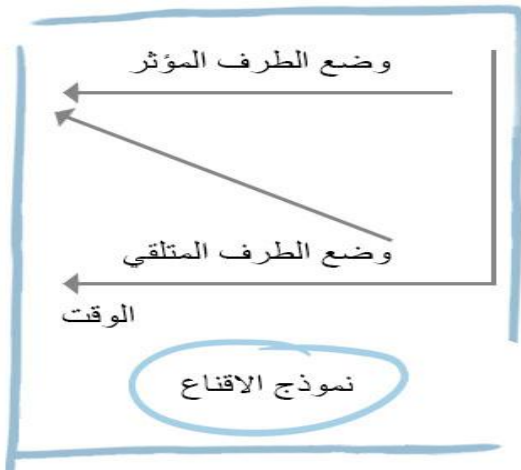 وضع الطرف المؤثر
وضع الطرف المتلقي
الوقت
نموذج الاقناع